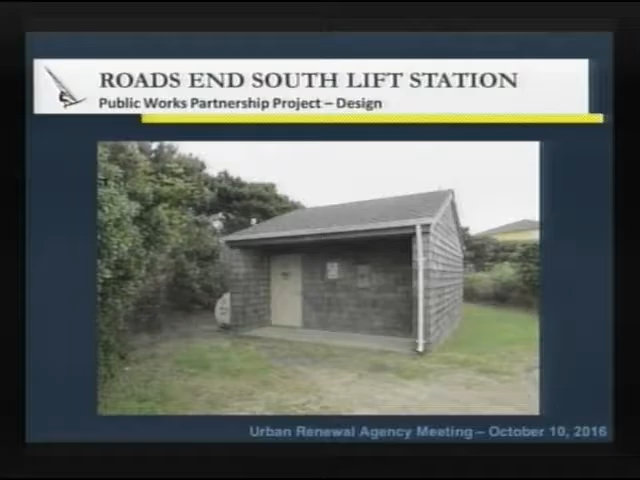 ROADS END SOUTH LIFT STATION
Public Works Partnership Project – Design
Urban Renewal Agency Meeting – October 10, 2016